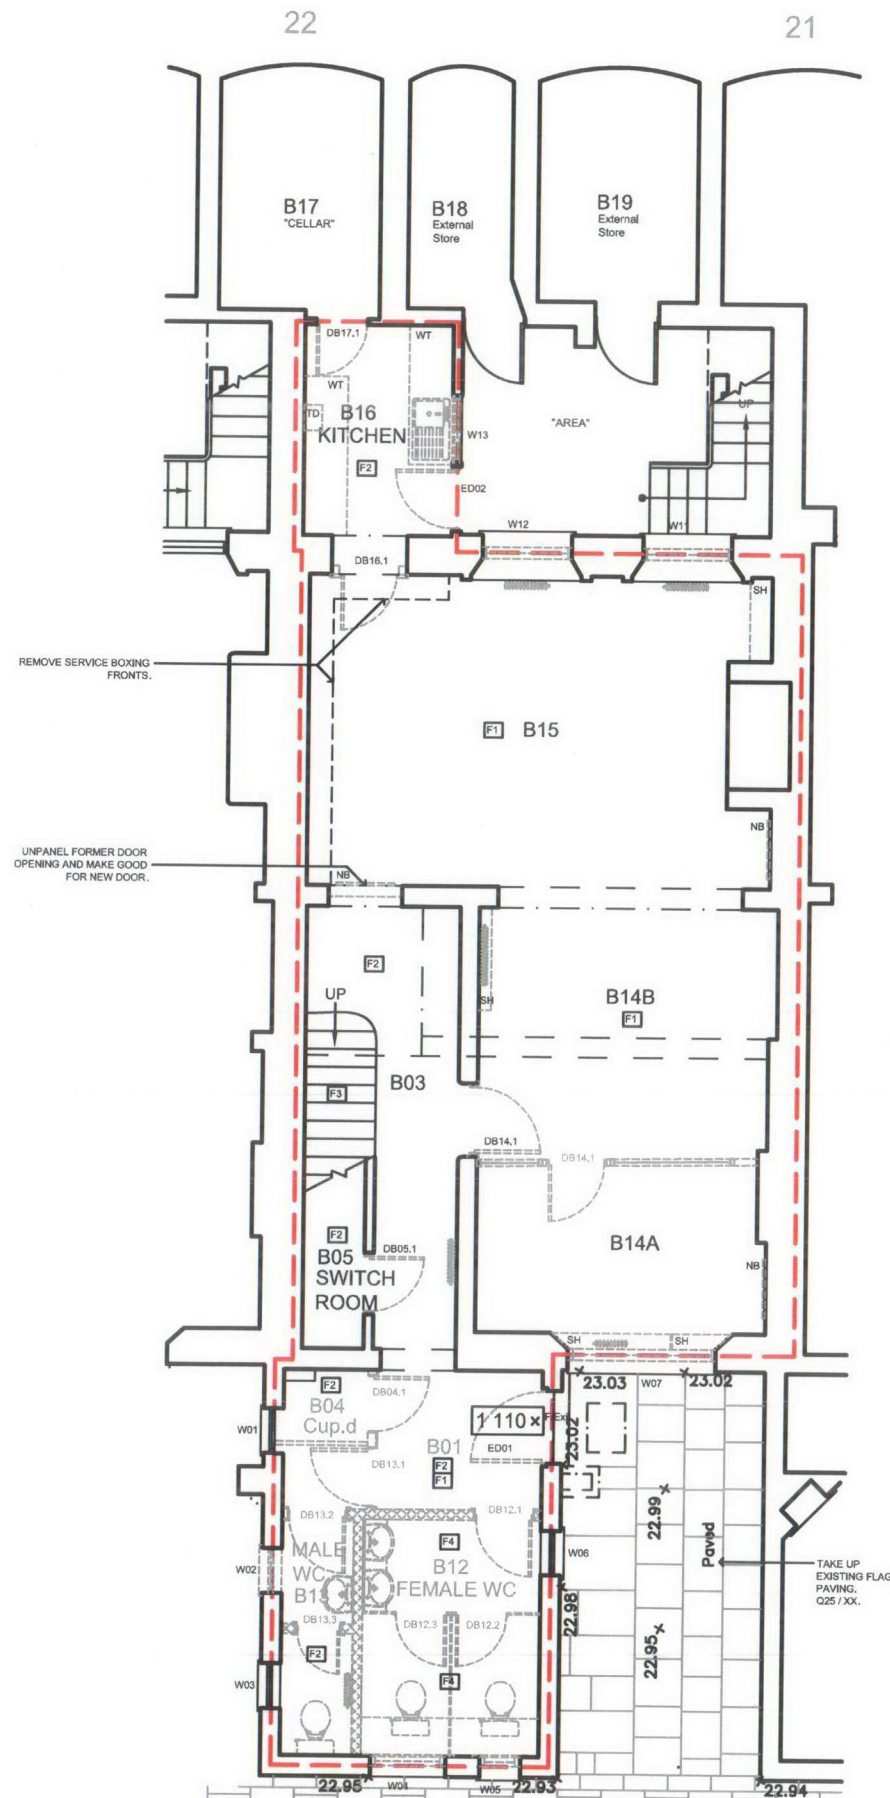 22
21
B17
"CELLAR"
B18
External
Store
B19
External
Store
DB17.1
WT
WT
TD
B16
KITCHEN
F2
W13
"AREA"
UP
ED02
W12
W11
DB16.1
SH
REMOVE SERVICE BOXING
FRONTS.
F1
B15
NB
UNPANEL FORMER DOOR
OPENING AND MAKE GOOD
FOR NEW DOOR.
NB
F2
UP
SH
B14B
F1
B03
F3
DB14.1
DB14.1
F2
B05
SWITCH
ROOM
DB05.1
B14A
NB
SH
SH
23.03
W07
23.02
F2
B04
Cup.d
DB04.1
W01
1 110 x
23.02
ED01
B01
DB13.1
F2
F1
22.99
DB13.2
DB12.1
F4
MALE
WC
B13
B12
FEMALE WC
W02
W06
Paved
TAKE UP
EXISTING FLAG
PAVING.
Q25 / XX.
22.98
DB13.3
DB12.3
DB12.2
F2
22.95
F4
W03
22.95
W04
W05
22.93
22.94